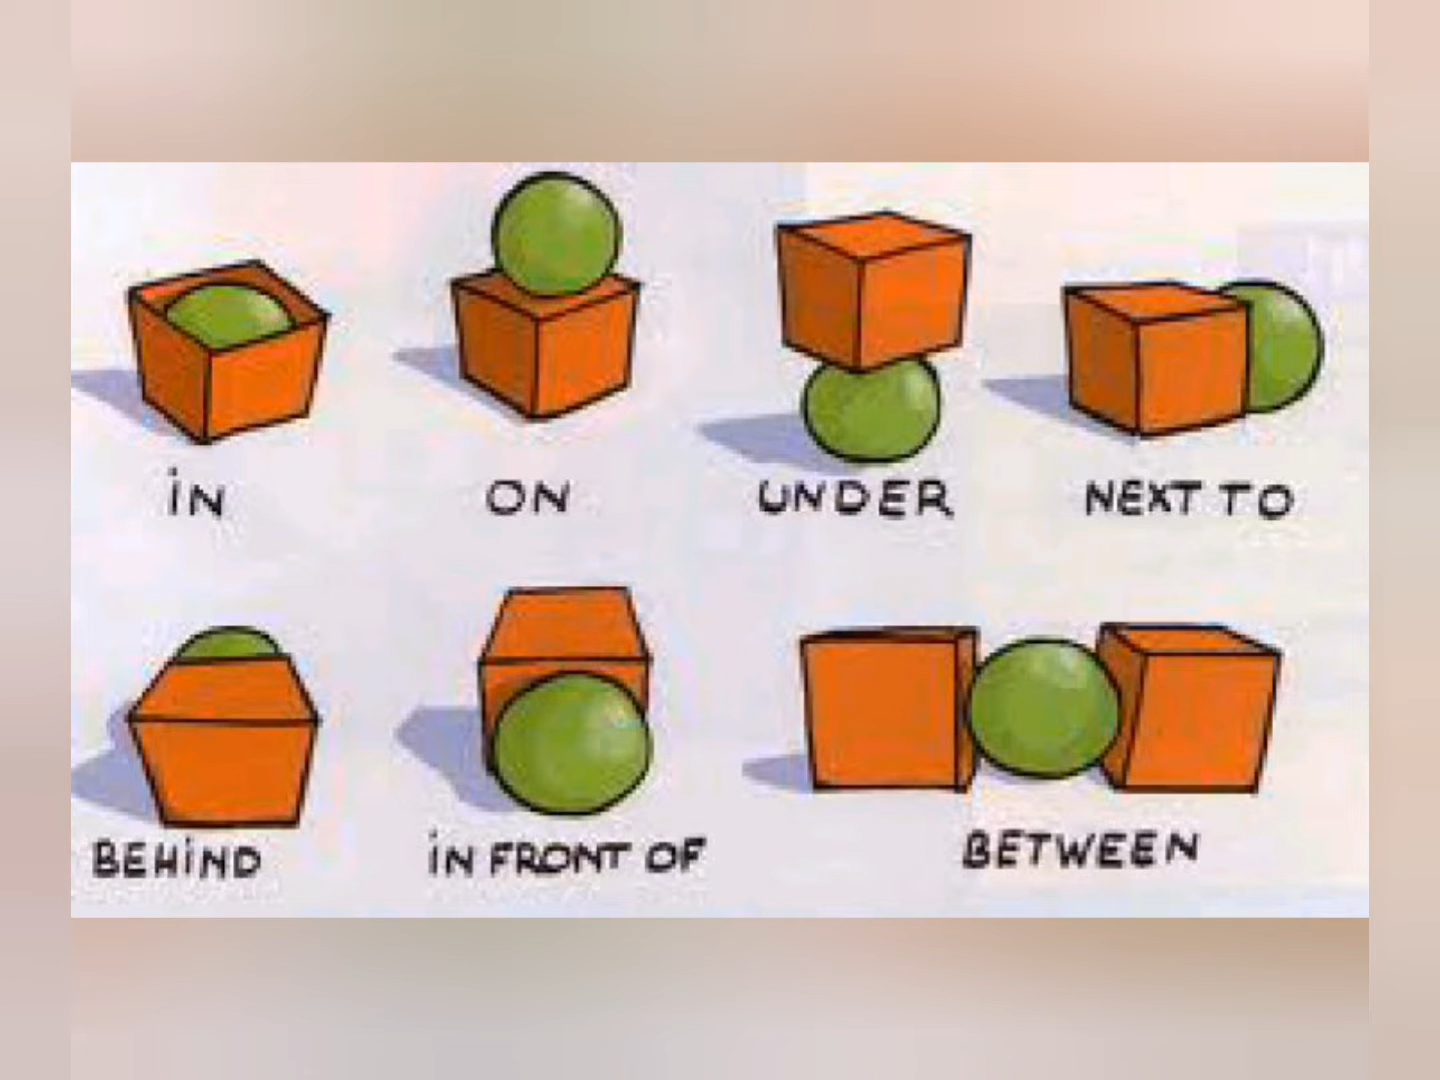 iN
ON
UNDER
NEXT TO
BEHiND
iN FRONT OF
BETWEEN